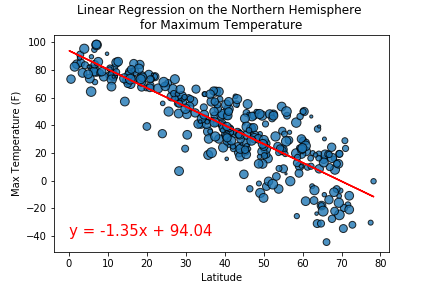 Linear Regression on the Northern Hemisphere
for Maximum Temperature
100
80
60
40
20
0
−20
−40
Max Temperature (F)
y = -1.35x + 94.04
0 10 20 30 40 50 60 70 80
Latitude